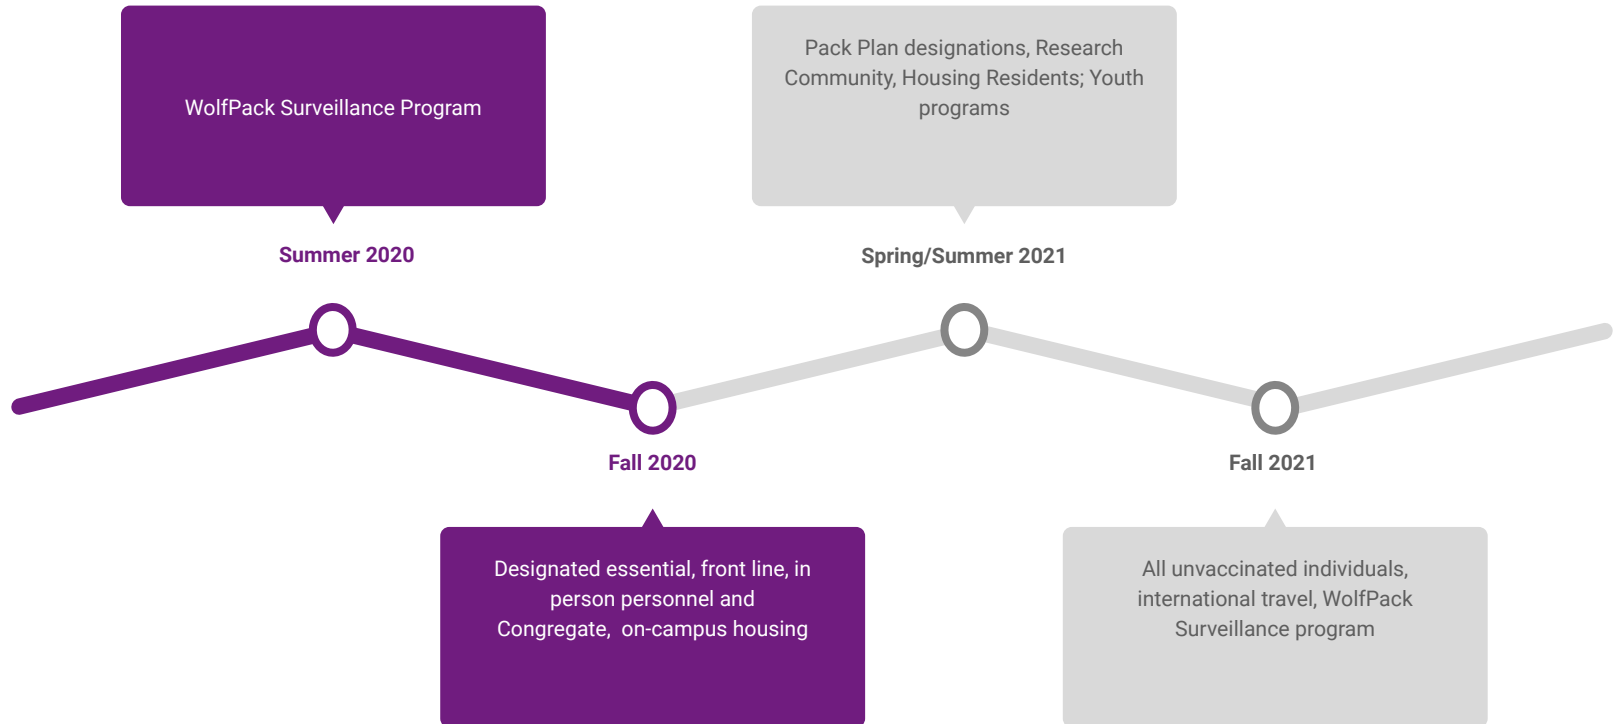 WolfPack Surveillance Program
Summer 2020
Designated essential, front line, in
person personnel and
Congregate, on-campus housing
Fall 2020
Pack Plan designations, Research
Community, Housing Residents; Youth
programs
Spring/Summer 2021
Fall 2021
All unvaccinated individuals,
international travel, WolfPack
Surveillance program